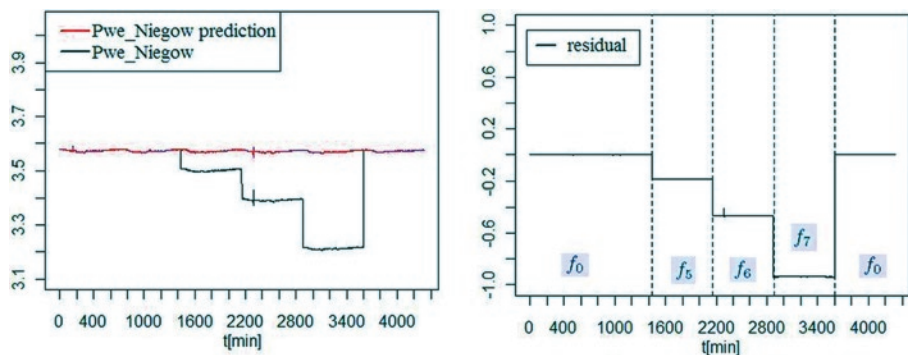 Pwe_Niegow prediction
Pwe_Niegow
3.9
3.7
3.5
3.3
3.1
0 400 1000 1600 2200 2800 3400 4000
t[min]
residual
1.0
0.6
0.2
-0.2
-0.6
-1.0
f0 f5 f6 f7 f0
0 400 1000 1600 2200 2800 3400 4000
t[min]